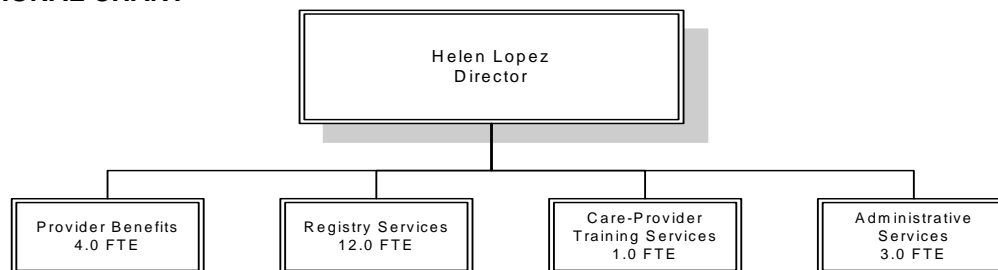 Helen Lopez
Director
Provider Benefits
4.0 FTE
Registry Services
12.0 FTE
Care-Provider
Training Services
1.0 FTE
Administrative
Services
3.0 FTE